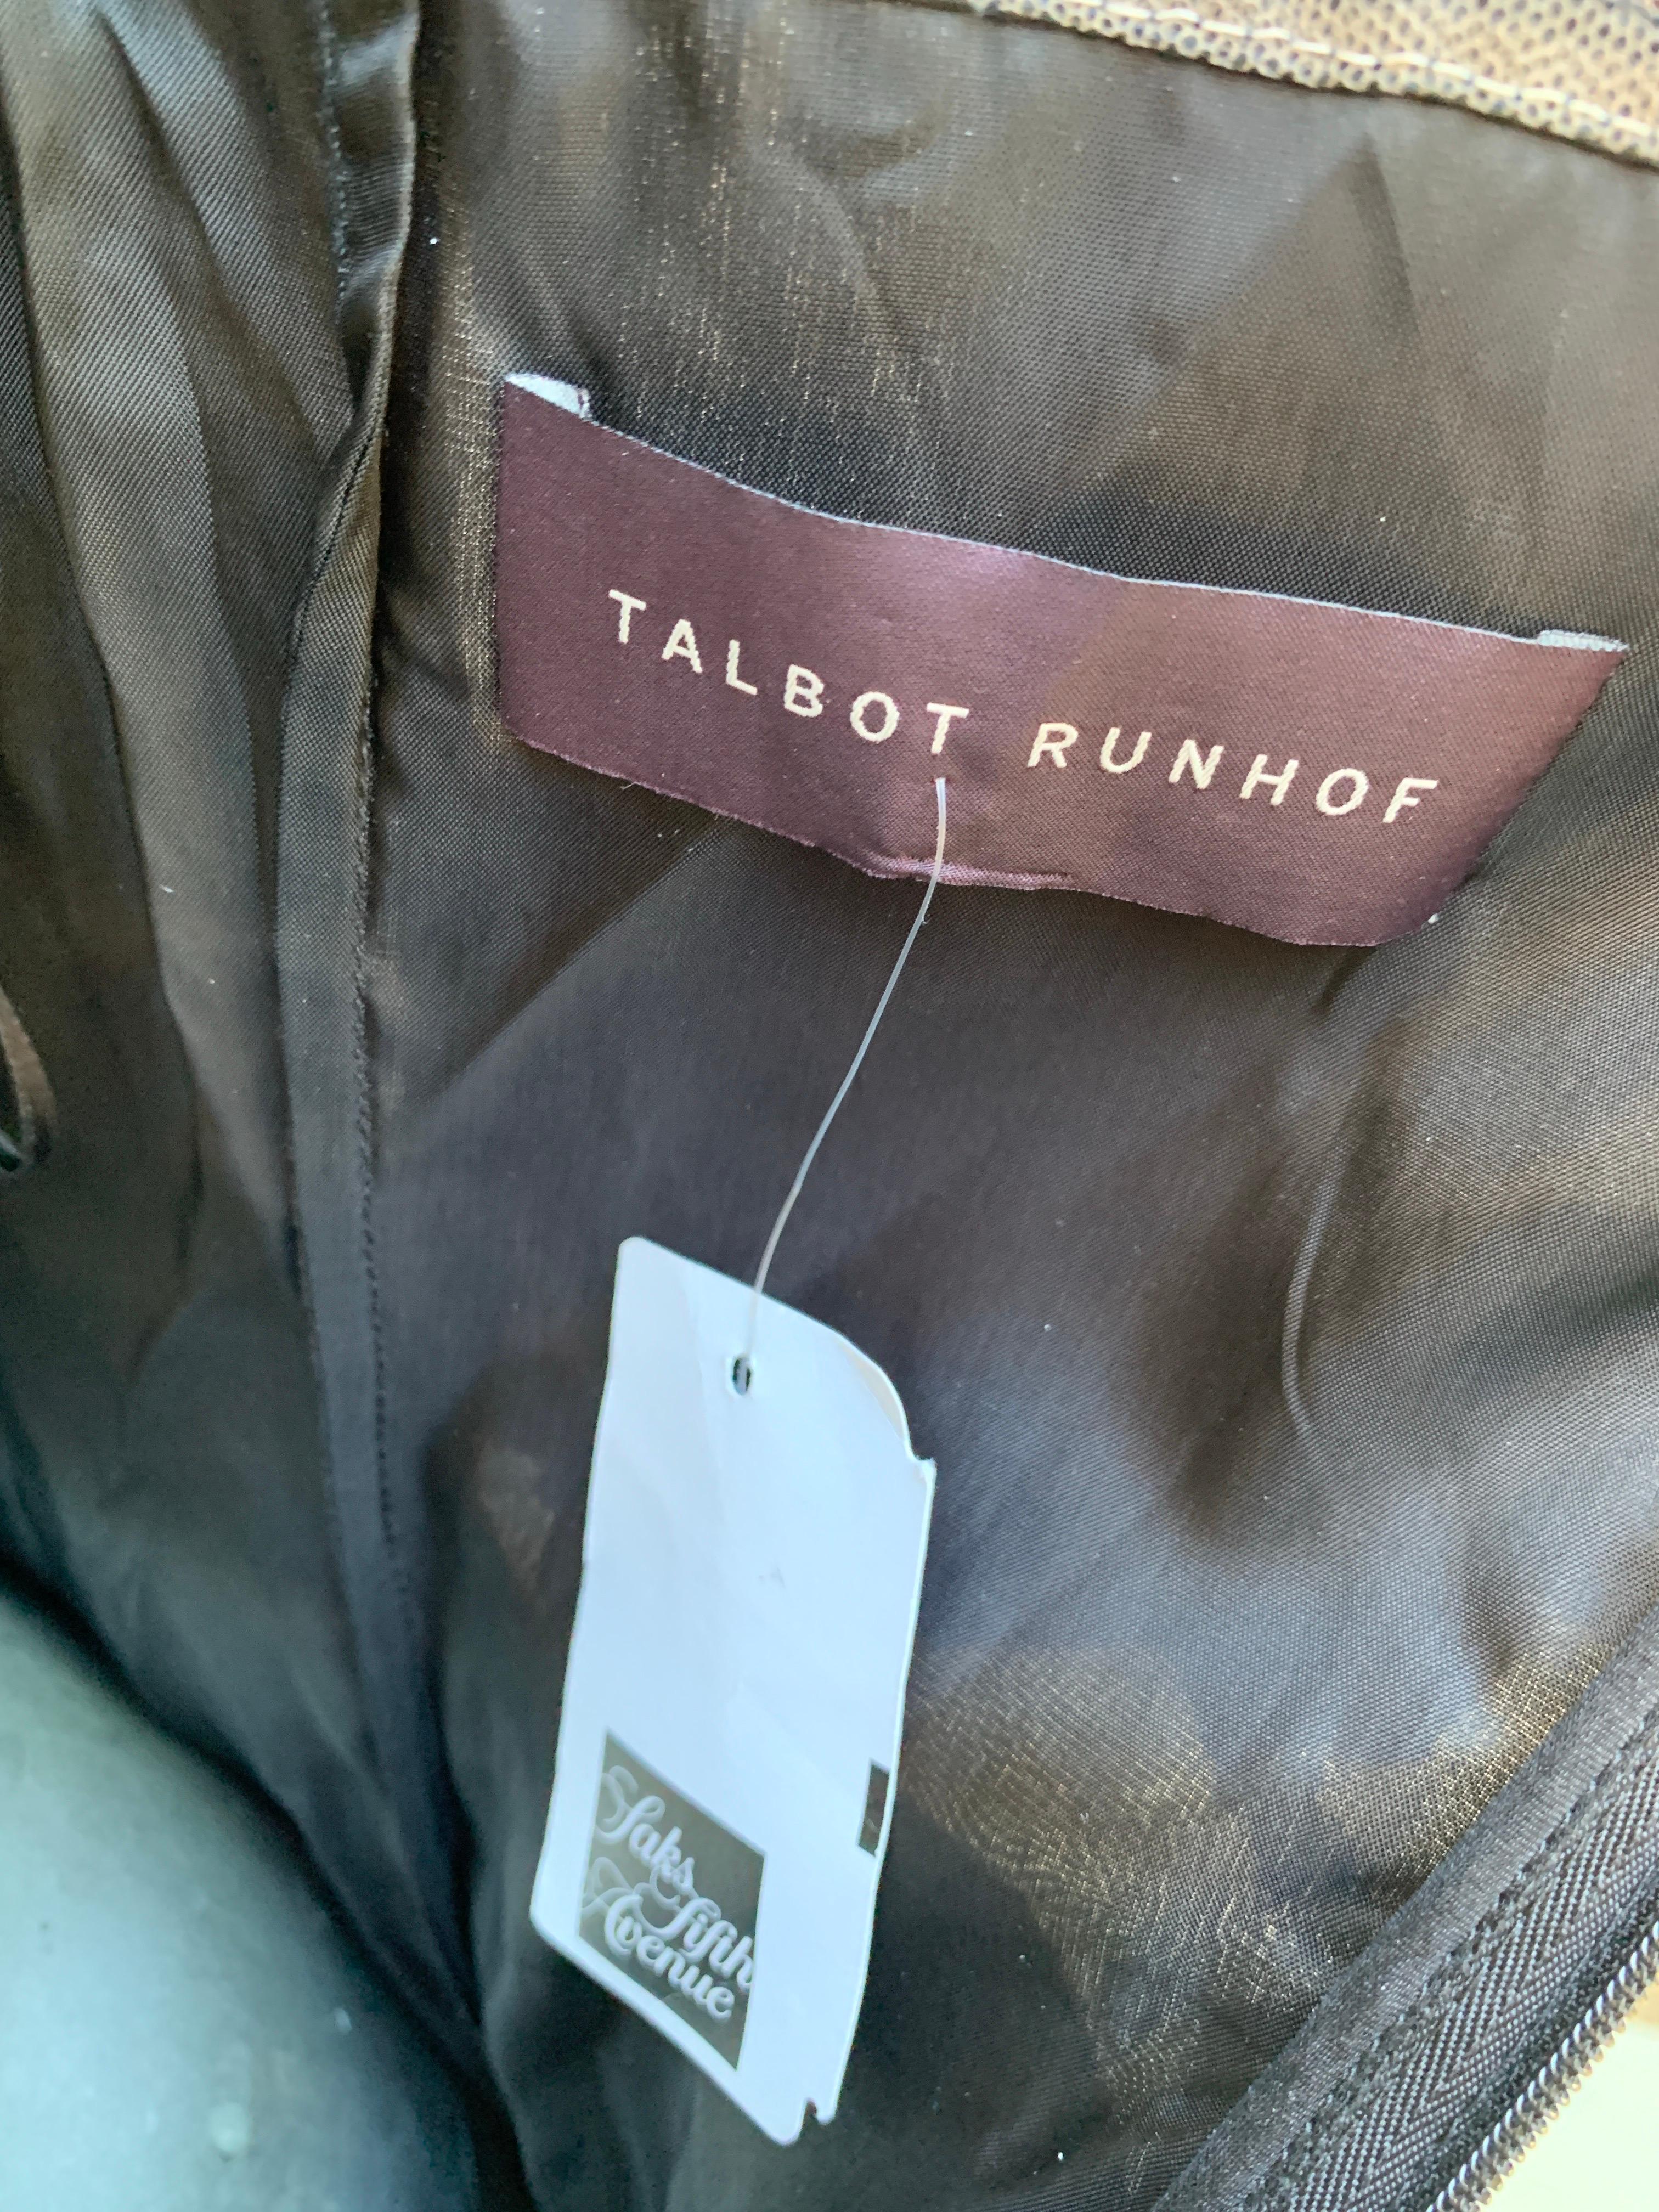 TALBOT RUNHOF
Saks
Fifth
Avenue